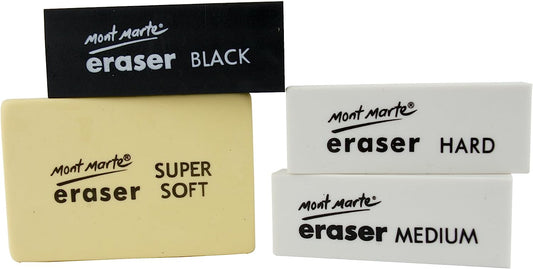 Mont Marte®
eraser BLACK
Mont Marte®
eraser SUPER SOFT
Mont Marte®
eraser HARD
Mont Marte®
eraser MEDIUM